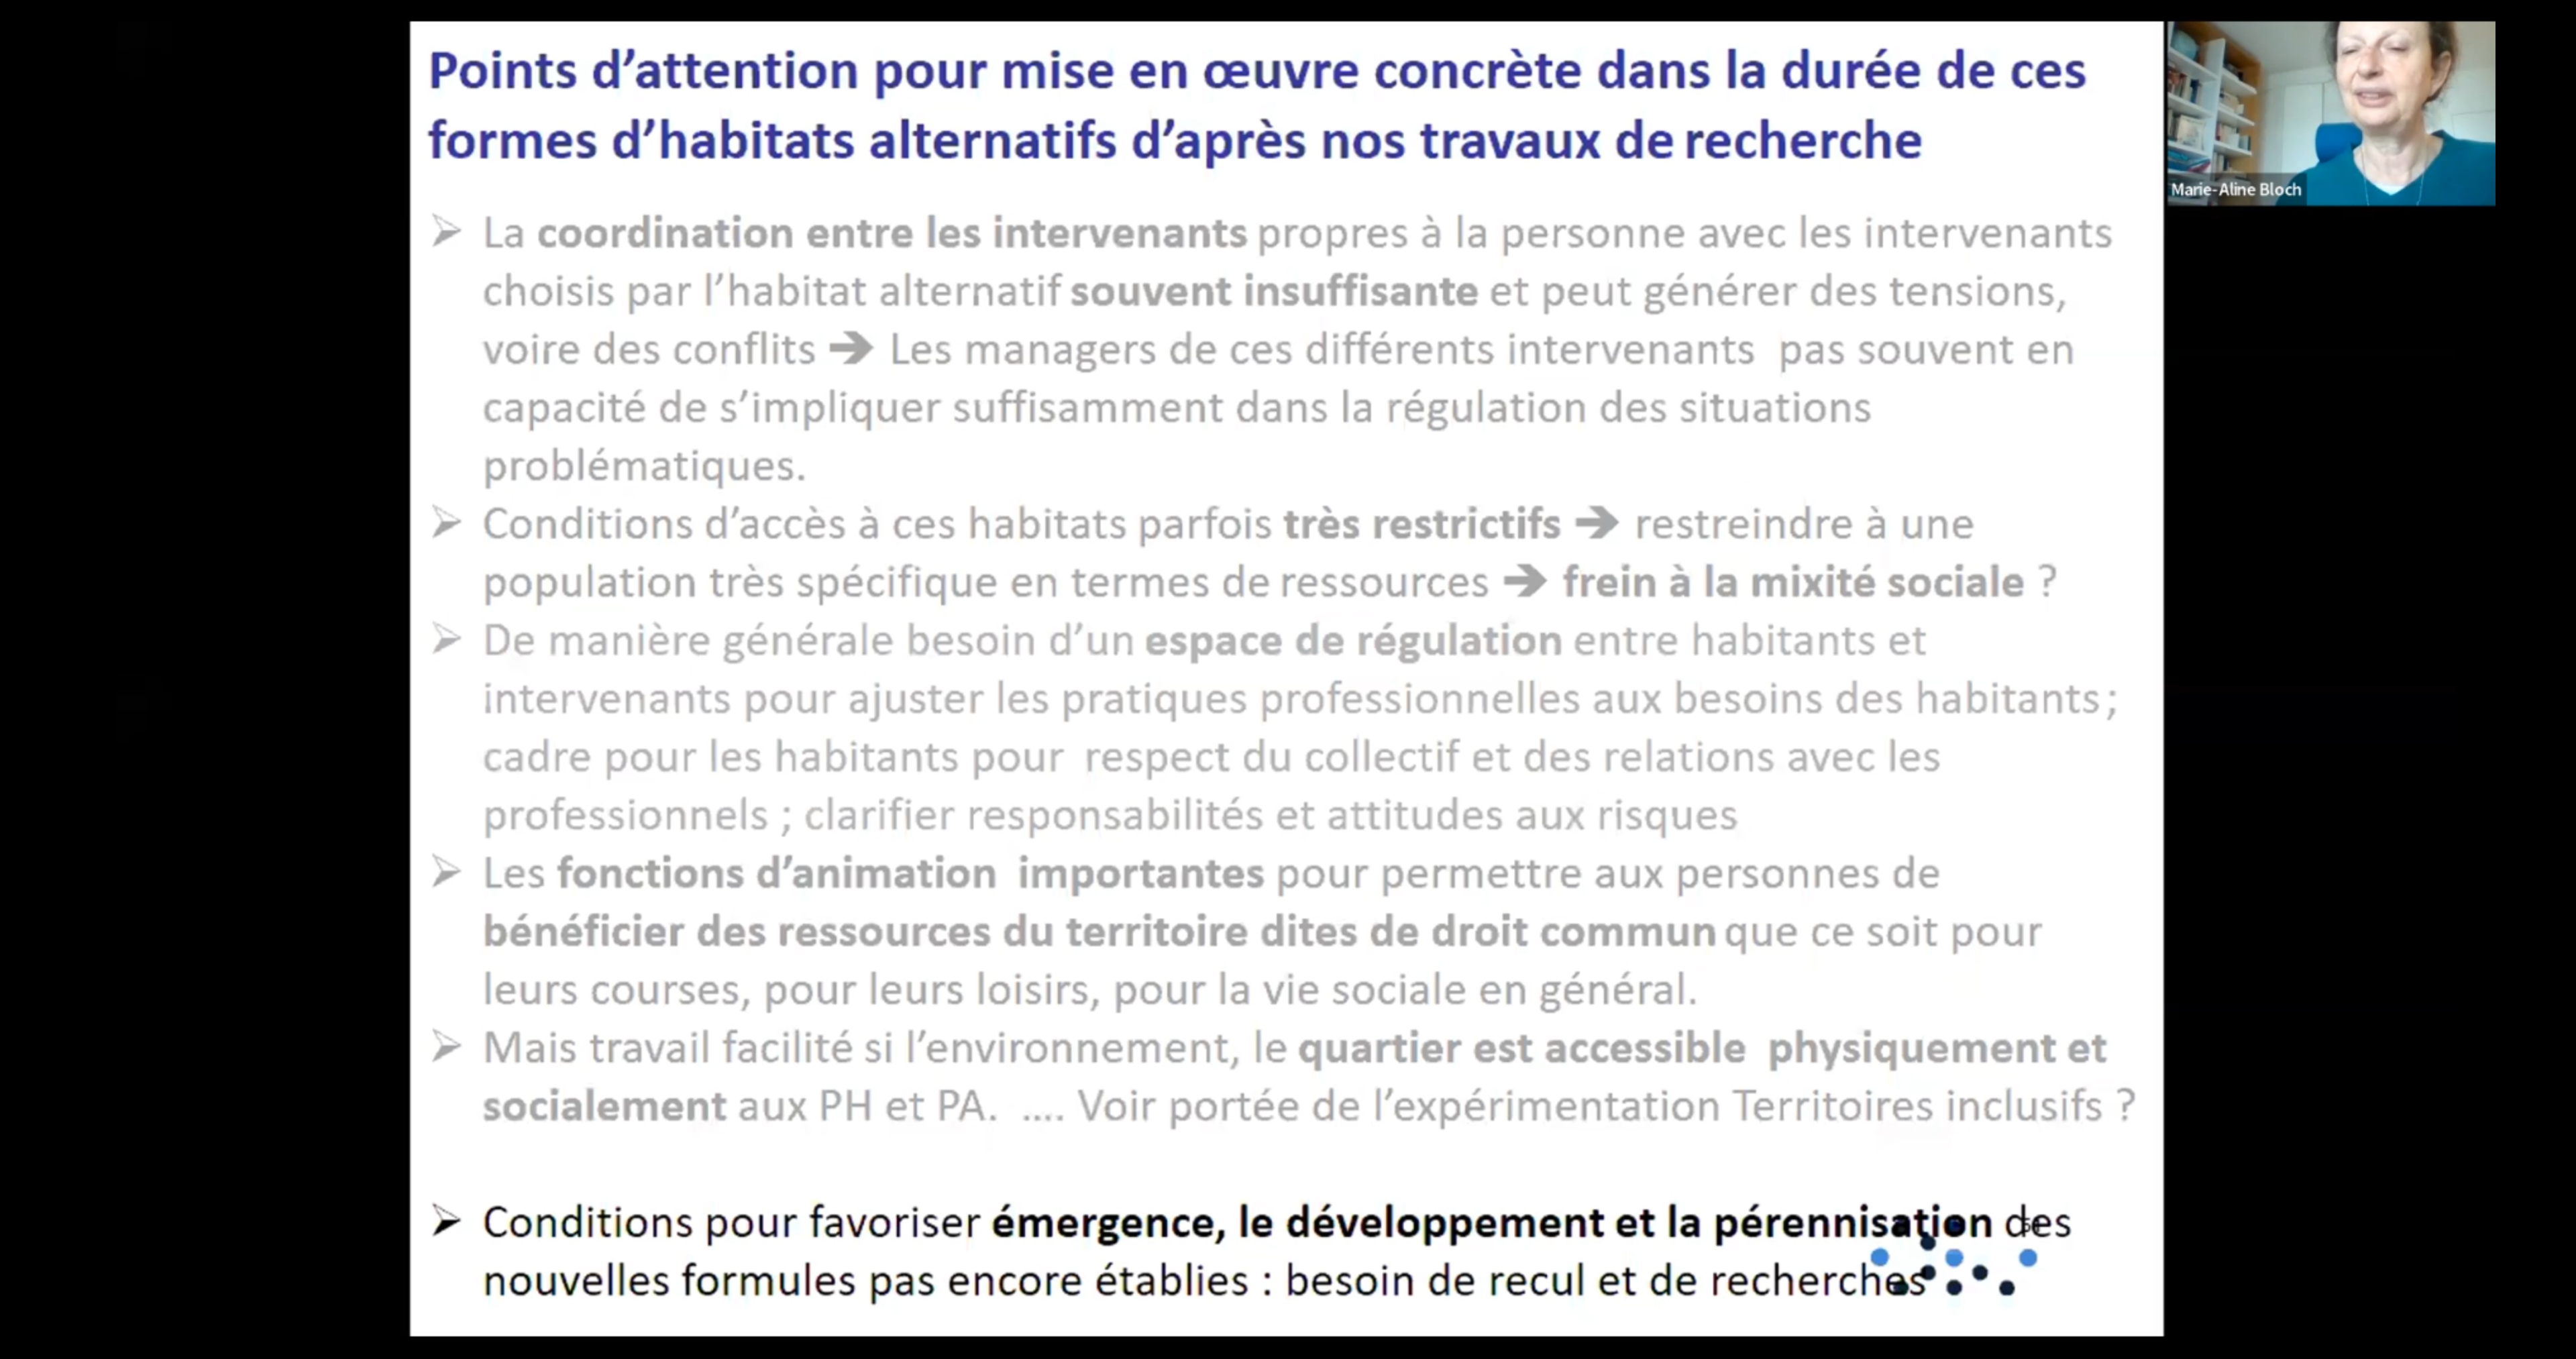 Points d’attention pour mise en œuvre concrète dans la durée de ces
formes d’habitats alternatifs d’après nos travaux de recherche
Marie-Aline Bloch
➢ La coordination entre les intervenants propres à la personne avec les intervenants
choisis par l’habitat alternatif souvent insuffisante et peut générer des tensions,
voire des conflits ➔ Les managers de ces différents intervenants pas souvent en
capacité de s’impliquer suffisamment dans la régulation des situations
problématiques.
➢ Conditions d’accès à ces habitats parfois très restrictifs ➔ restreindre à une
population très spécifique en termes de ressources ➔ frein à la mixité sociale ?
➢ De manière générale besoin d’un espace de régulation entre habitants et
intervenants pour ajuster les pratiques professionnelles aux besoins des habitants ;
cadre pour les habitants pour respect du collectif et des relations avec les
professionnels ; clarifier responsabilités et attitudes aux risques
➢ Les fonctions d’animation importantes pour permettre aux personnes de
bénéficier des ressources du territoire dites de droit commun que ce soit pour
leurs courses, pour leurs loisirs, pour la vie sociale en général.
➢ Mais travail facilité si l’environnement, le quartier est accessible physiquement et
socialement aux PH et PA. .... Voir portée de l’expérimentation Territoires inclusifs ?
➢ Conditions pour favoriser émergence, le développement et la pérennisation des
nouvelles formules pas encore établies : besoin de recul et de recherches